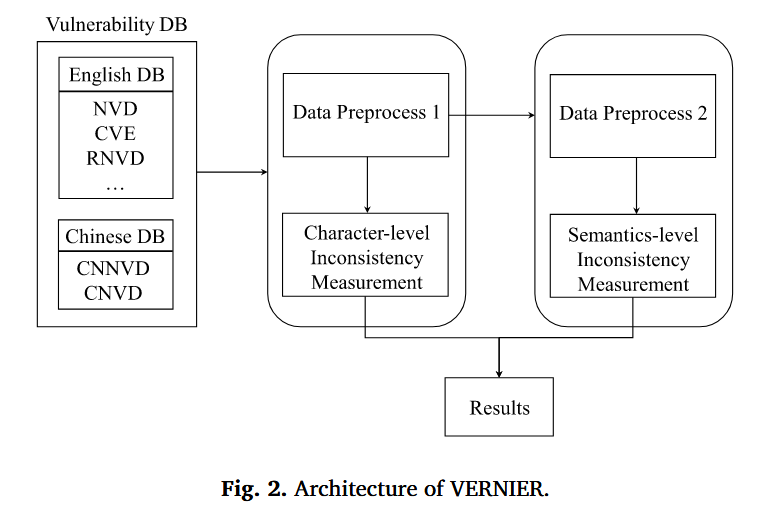 Vulnerability DB
English DB
NVD
CVE
RNVD
...
Chinese DB
CNNVD
CNVD
Data Preprocess 1
Character-level
Inconsistency
Measurement
Data Preprocess 2
Semantics-level
Inconsistency
Measurement
Results
Fig. 2. Architecture of VERNIER.